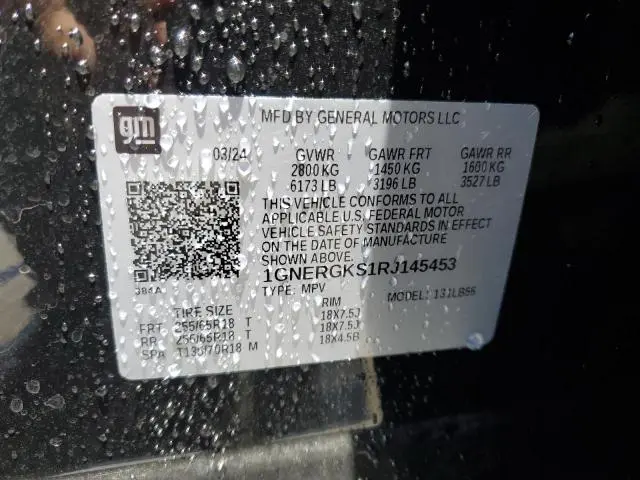 gm
MFD BY GENERAL MOTORS LLC
03/24 GVWR GAWR FRT GAWR RR
2800 KG 1450 KG 1600 KG
6173 LB 3196 LB 3527 LB
THIS VEHICLE CONFORMS TO ALL
APPLICABLE U.S. FEDERAL MOTOR
VEHICLE SAFETY STANDARDS IN EFFECT
ON THE DATE OF MANUFACTURE
SHOWN ABOVE.
1GNERGKS1RJ145453
TYPE: MPV MODEL:
TIRE SIZE RIM
FRT 255/65R18 T 18X7.5J
RR 255/65R18 T 18X7.5J
SPA T135/70R18 M 18X4.5B